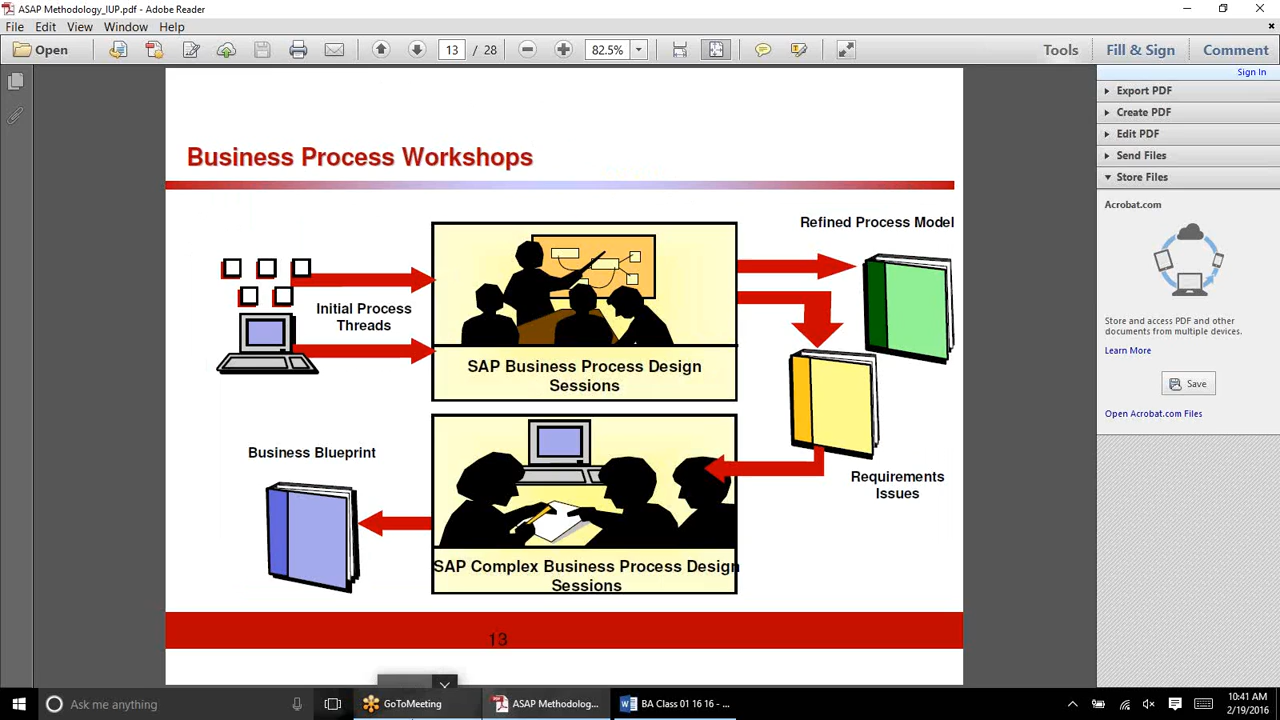 ASAP Methodology_IUP.pdf - Adobe Reader
File Edit View Window Help
Open 13 / 28 82.5% Tools Fill & Sign Comment
Sign In
Export PDF
Create PDF
Edit PDF
Send Files
Store Files
Acrobat.com
Store and access PDF and other
documents from multiple devices.
Learn More
Save
Open Acrobat.com Files
Business Process Workshops
Refined Process Model
Initial Process
Threads
SAP Business Process Design
Sessions
Business Blueprint
Requirements
Issues
SAP Complex Business Process Design
Sessions
13
Ask me anything
GoToMeeting
ASAP Methodolog...
BA Class 01 16 16 - ...
10:41 AM
2/19/2016